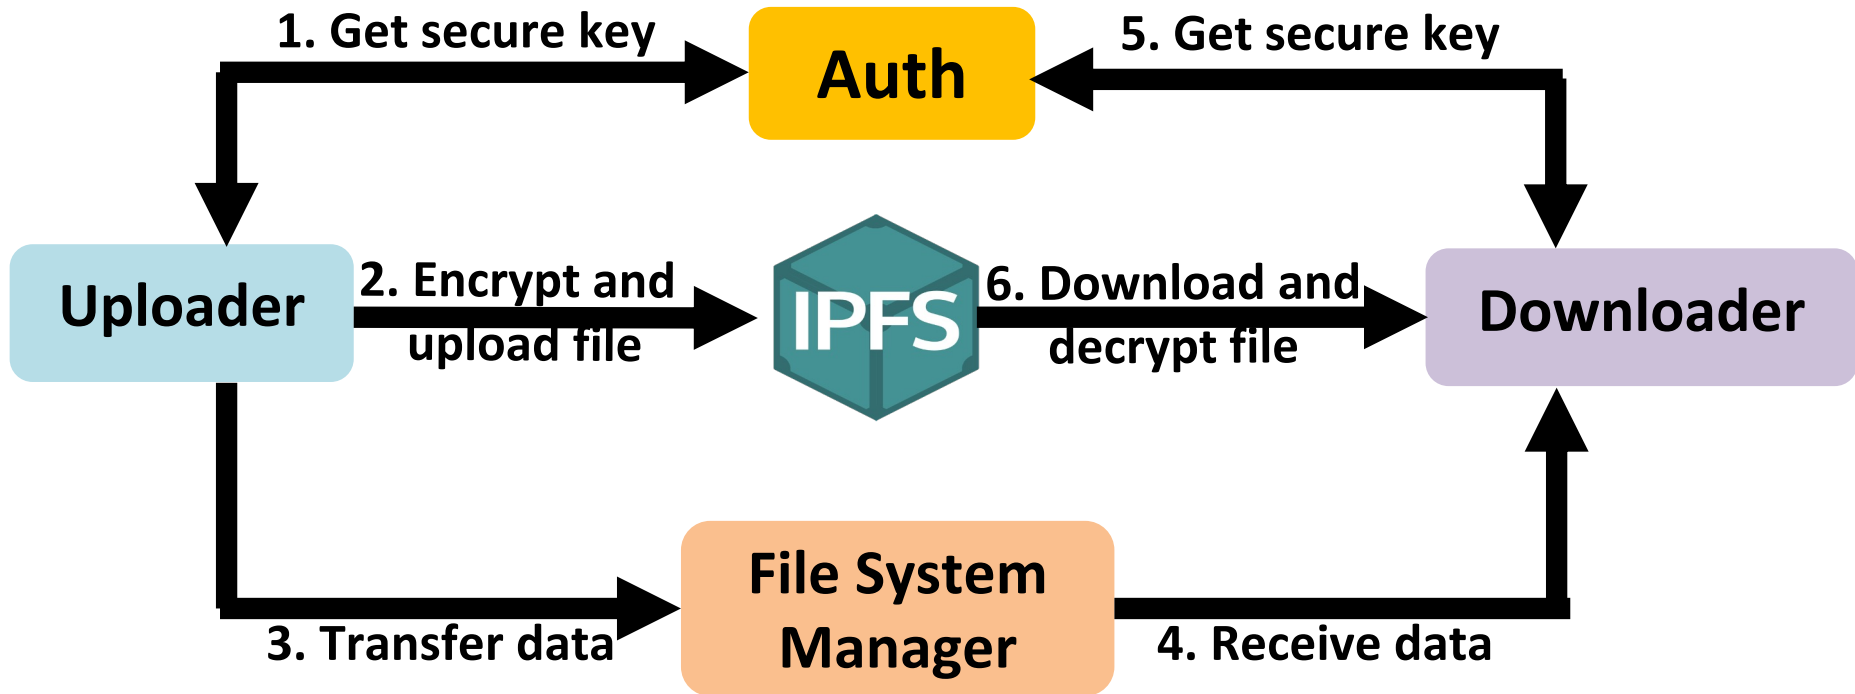 1. Get secure key
Auth
5. Get secure key
Uploader
2. Encrypt and
upload file
IPFS
6. Download and
decrypt file
Downloader
File System
Manager
3. Transfer data
4. Receive data